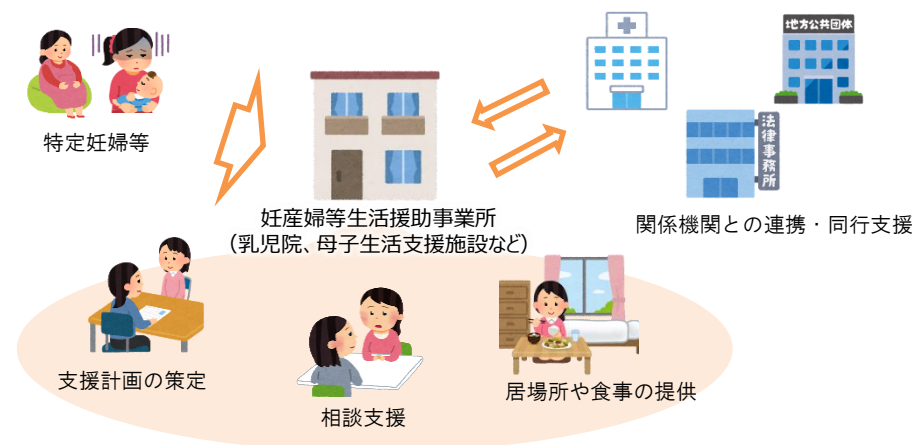 地方公共団体
特定妊婦等
法律事務所
妊産婦等生活援助事業所
（乳児院、母子生活支援施設など）
関係機関との連携・同行支援
支援計画の策定
相談支援
居場所や食事の提供